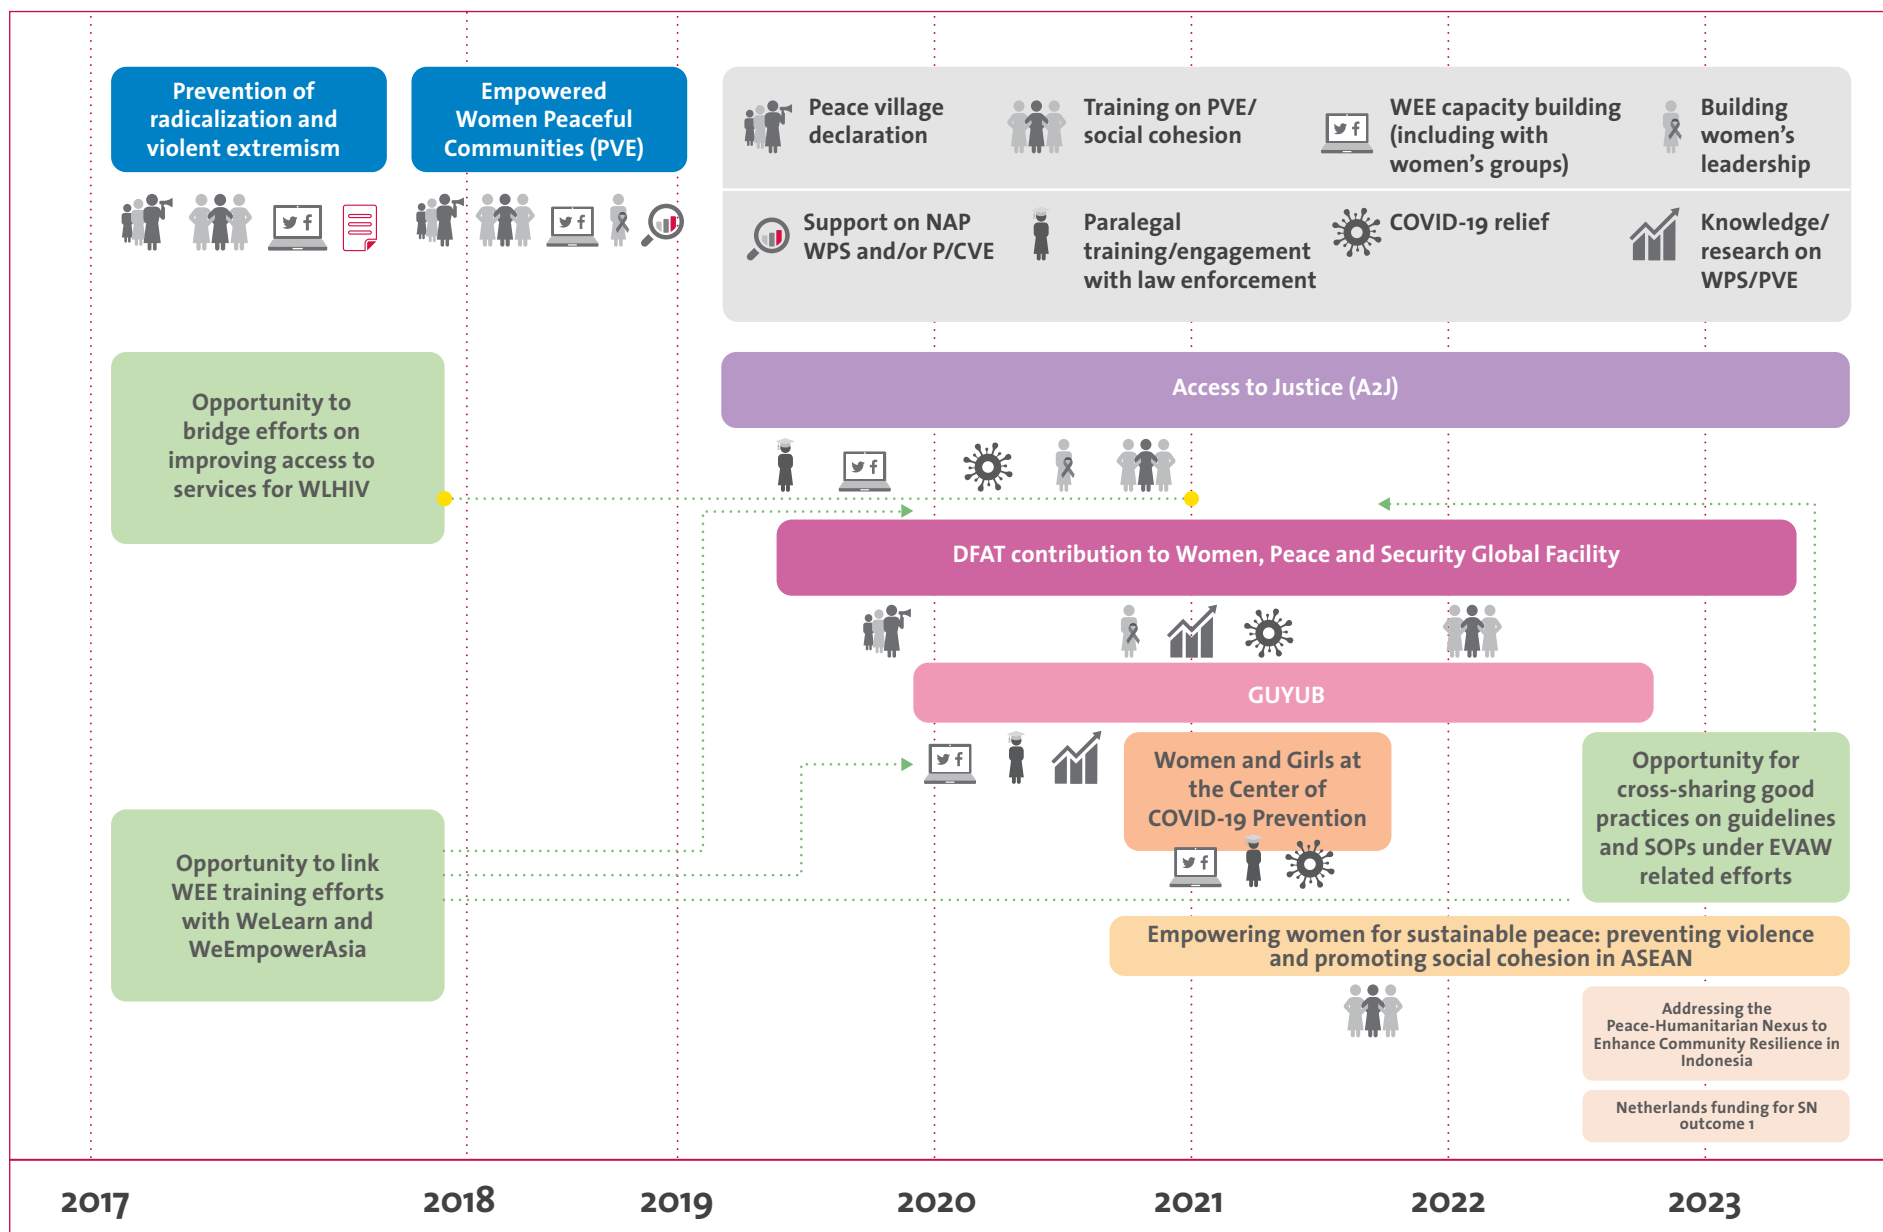 Prevention of
radicalization and
violent extremism
Empowered
Women Peaceful
Communities (PVE)
Peace village
declaration
Training on PVE/
social cohesion
WEE capacity building
(including with
women's groups)
Building
women's
leadership
Support on NAP
WPS and/or P/CVE
Paralegal
training/engagement
with law enforcement
COVID-19 relief
Knowledge/
research on
WPS/PVE
Opportunity to
bridge efforts on
improving access to
services for WLHIV
Access to Justice (A2J)
DFAT contribution to Women, Peace and Security Global Facility
GUYUB
Women and Girls at
the Center of
COVID-19 Prevention
Opportunity for
cross-sharing good
practices on guidelines
and SOPs under EVAW
related efforts
Opportunity to link
WEE training efforts
with WeLearn and
WeEmpowerAsia
Empowering women for sustainable peace: preventing violence
and promoting social cohesion in ASEAN
Addressing the
Peace-Humanitarian Nexus to
Enhance Community Resilience in
Indonesia
Netherlands funding for SN
outcome 1
2017
2018
2019
2020
2021
2022
2023